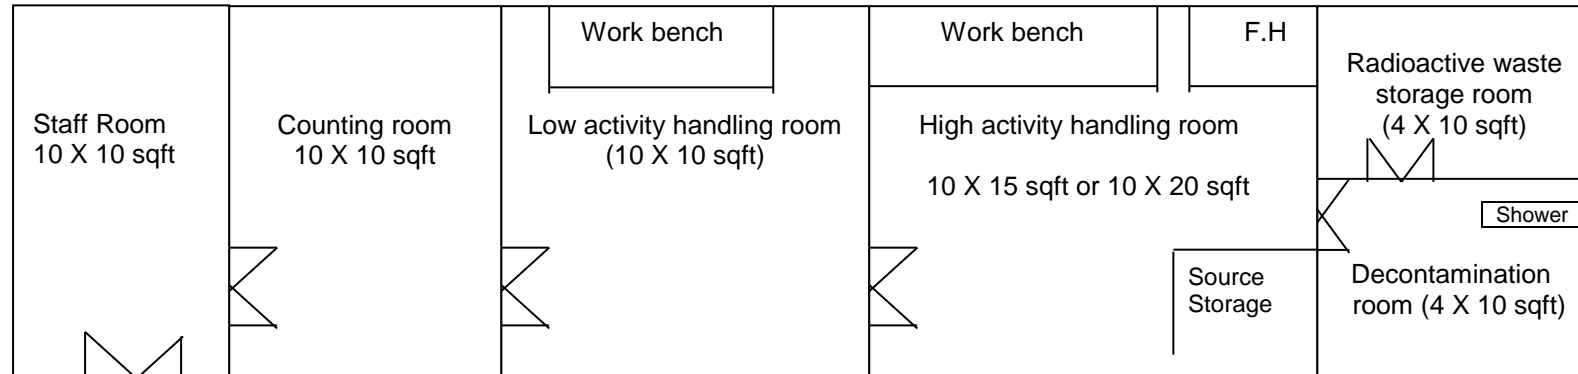 Staff Room
10 X 10 sqft
Counting room
10 X 10 sqft
Work bench
Low activity handling room
(10 X 10 sqft)
Work bench
F.H
High activity handling room
10 X 15 sqft or 10 X 20 sqft
Source
Storage
Radioactive waste
storage room
(4 X 10 sqft)
Shower
Decontamination
room (4 X 10 sqft)